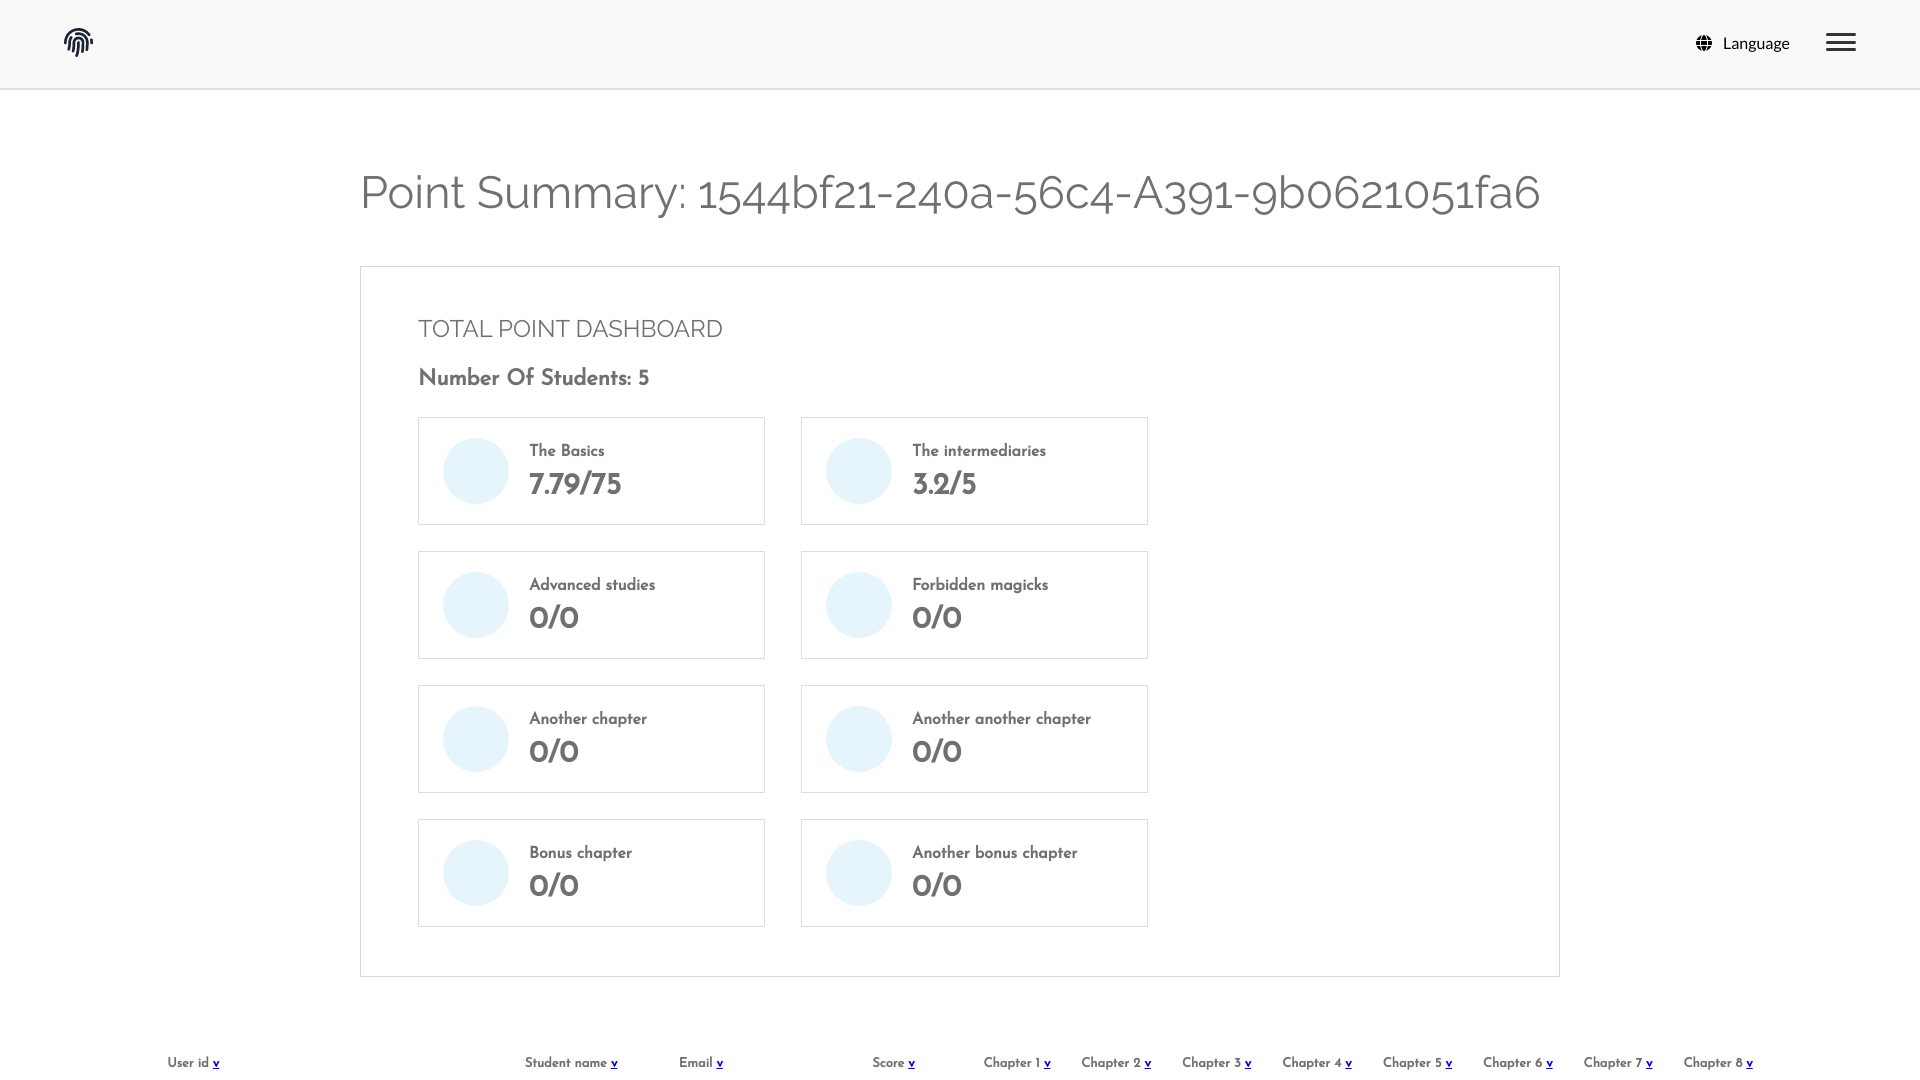 Language
Point Summary: 1544bf21-240a-56c4-A391-9b0621051fa6
TOTAL POINT DASHBOARD
Number Of Students: 5
The Basics
7.79/75
The intermediaries
3.2/5
Advanced studies
0/0
Forbidden magicks
0/0
Another chapter
0/0
Another another chapter
0/0
Bonus chapter
0/0
Another bonus chapter
0/0
User id v Student name v Email v Score v Chapter 1 v Chapter 2 v Chapter 3 v Chapter 4 v Chapter 5 v Chapter 6 v Chapter 7 v Chapter 8 v